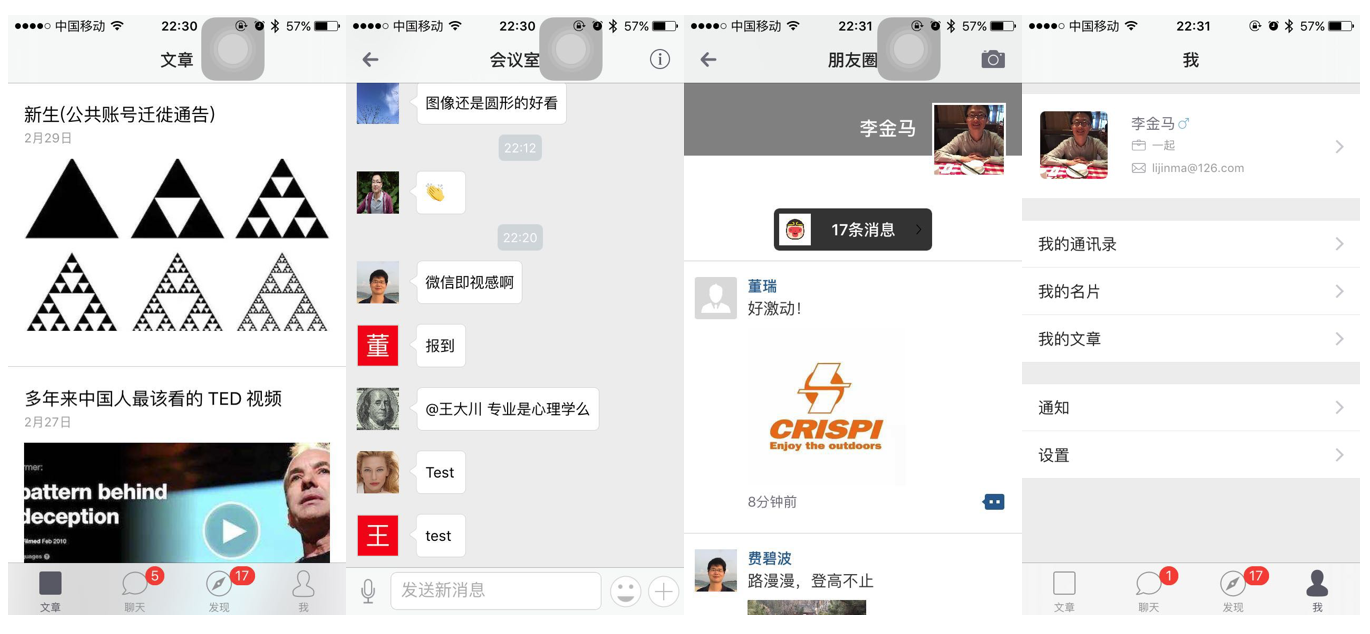 中国移动 22:30 57%
文章
新生(公共账号迁徙通告)
2月29日
多年来中国人最该看的 TED 视频
2月27日
rmer:
pattern behind
deception
ilmed Feb 2010
uages
文章
5
聊天
17
发现
我
中国移动 22:30 57%
会议室
图像还是圆形的好看
22:12
22:20
微信即视感啊
董
报到
@王大川 专业是心理学么
Test
王
test
发送新消息
中国移动 22:31 57%
朋友圈
李金马
17条消息
董瑞
好激动!
CRISPI
Enjoy the outdoors
8分钟前
费碧波
路漫漫，登高不止
中国移动 22:31 57%
我
李金马♂
一起
lijinma@126.com
我的通讯录
我的名片
我的文章
通知
设置
文章
1
聊天
17
发现
我